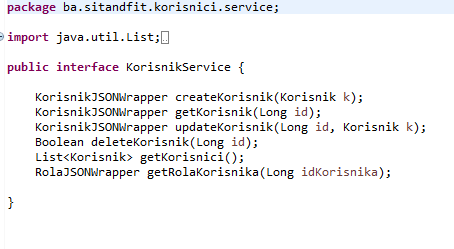 package ba.sitandfit.korisnici.service;
import java.util.List;
public interface KorisnikService {
KorisnikJSONWrapper createKorisnik(Korisnik k);
KorisnikJSONWrapper getKorisnik(Long id);
KorisnikJSONWrapper updateKorisnik(Long id, Korisnik k);
Boolean deleteKorisnik(Long id);
List<Korisnik> getKorisnici();
RolaJSONWrapper getRolaKorisnika(Long idKorisnika);
}